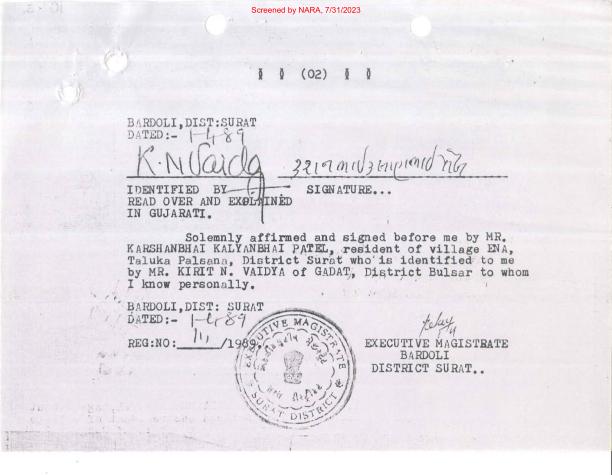 Screened by NARA, 7/31/2023
(02)
BARDOLI,DIST:SURAT
DATED:- 1-4-89
K. N Vaidya
IDENTIFIED BY SIGNATURE...
READ OVER AND EXPLAINED
IN GUJARATI.
Solemnly affirmed and signed before me by MR.
KARSHANBHAI KALYANBHAI PATEL, resident of village ENA,
Taluka Palsana, District Surat who is identified to me
by MR. KIRIT N. VAIDYA of GADAT, District Bulsar to whom
I know personally.
BARDOLI,DIST: SURAT
DATED:- 1-4-89
REG:NO: /1989.
EXECUTIVE MAGISTRATE
SURAT DISTRICT
EXECUTIVE MAGISTRATE
BARDOLI
DISTRICT SURAT..